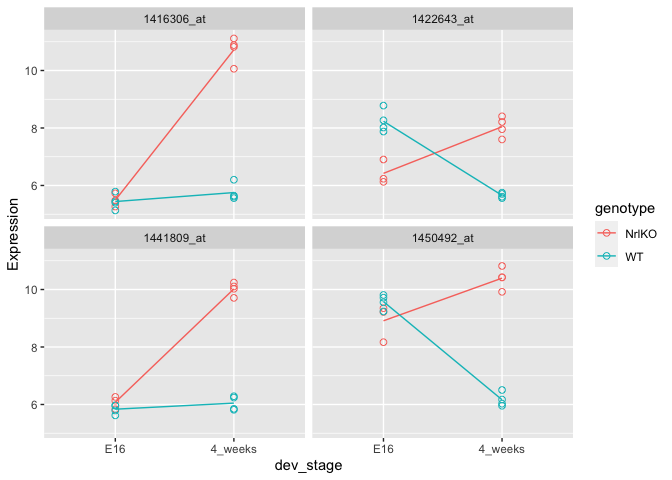 1416306_at
1422643_at
10
8
6
Expression
genotype
NrlKO
WT
1441809_at
1450492_at
10
8
6
E16
4_weeks
E16
4_weeks
dev_stage